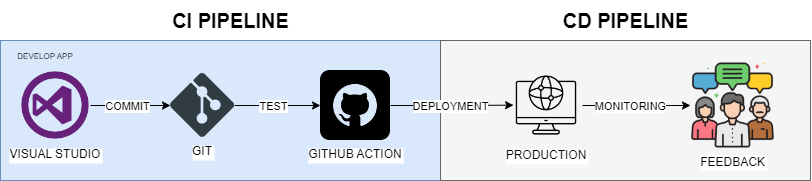 CI PIPELINE
CD PIPELINE
DEVELOP APP
COMMIT
TEST
DEPLOYMENT
MONITORING
VISUAL STUDIO
GIT
GITHUB ACTION
PRODUCTION
FEEDBACK